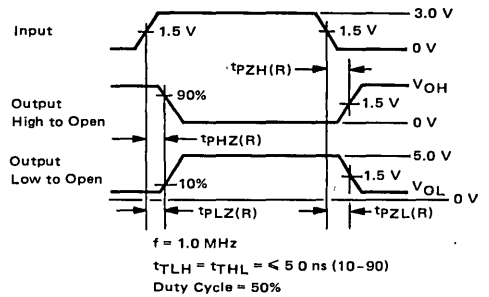 3.0 V
Input
1.5 V
1.5 V
0 V
tPZH(R)
VOH
90%
Output
High to Open
1.5 V
0 V
tPHZ(R)
Output
Low to Open
5.0 V
1.5 V
10%
VOL
0 V
tPLZ(R)
tPZL(R)
f = 1.0 MHz
tTLH = tTHL = ⩽ 5 0 ns (10-90)
Duty Cycle = 50%